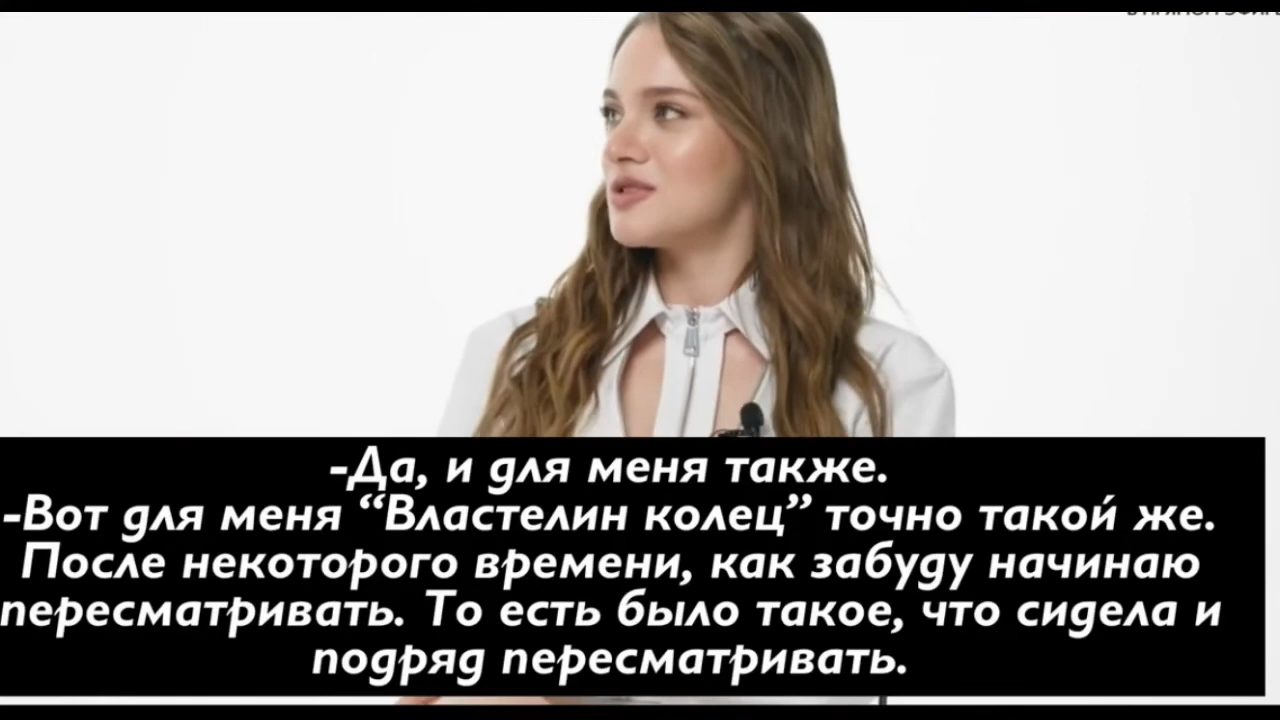 -Да, и для меня также.
-Вот для меня “Властелин колец” точно такой же.
После некоторого времени, как забуду начинаю
пересматривать. То есть было такое, что сидела и
подряд пересматривать.